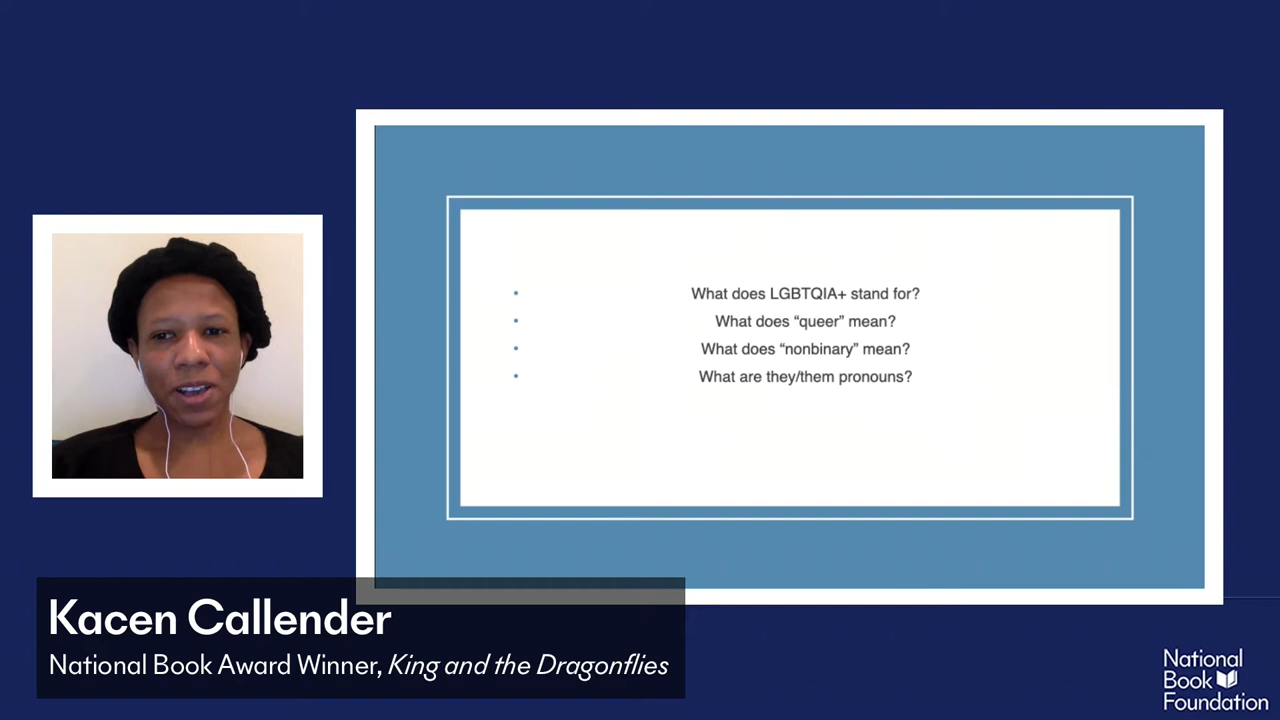 • What does LGBTQIA+ stand for?
• What does “queer” mean?
• What does “nonbinary” mean?
• What are they/them pronouns?
Kacen Callender
National Book Award Winner, King and the Dragonflies
National
Book
Foundation